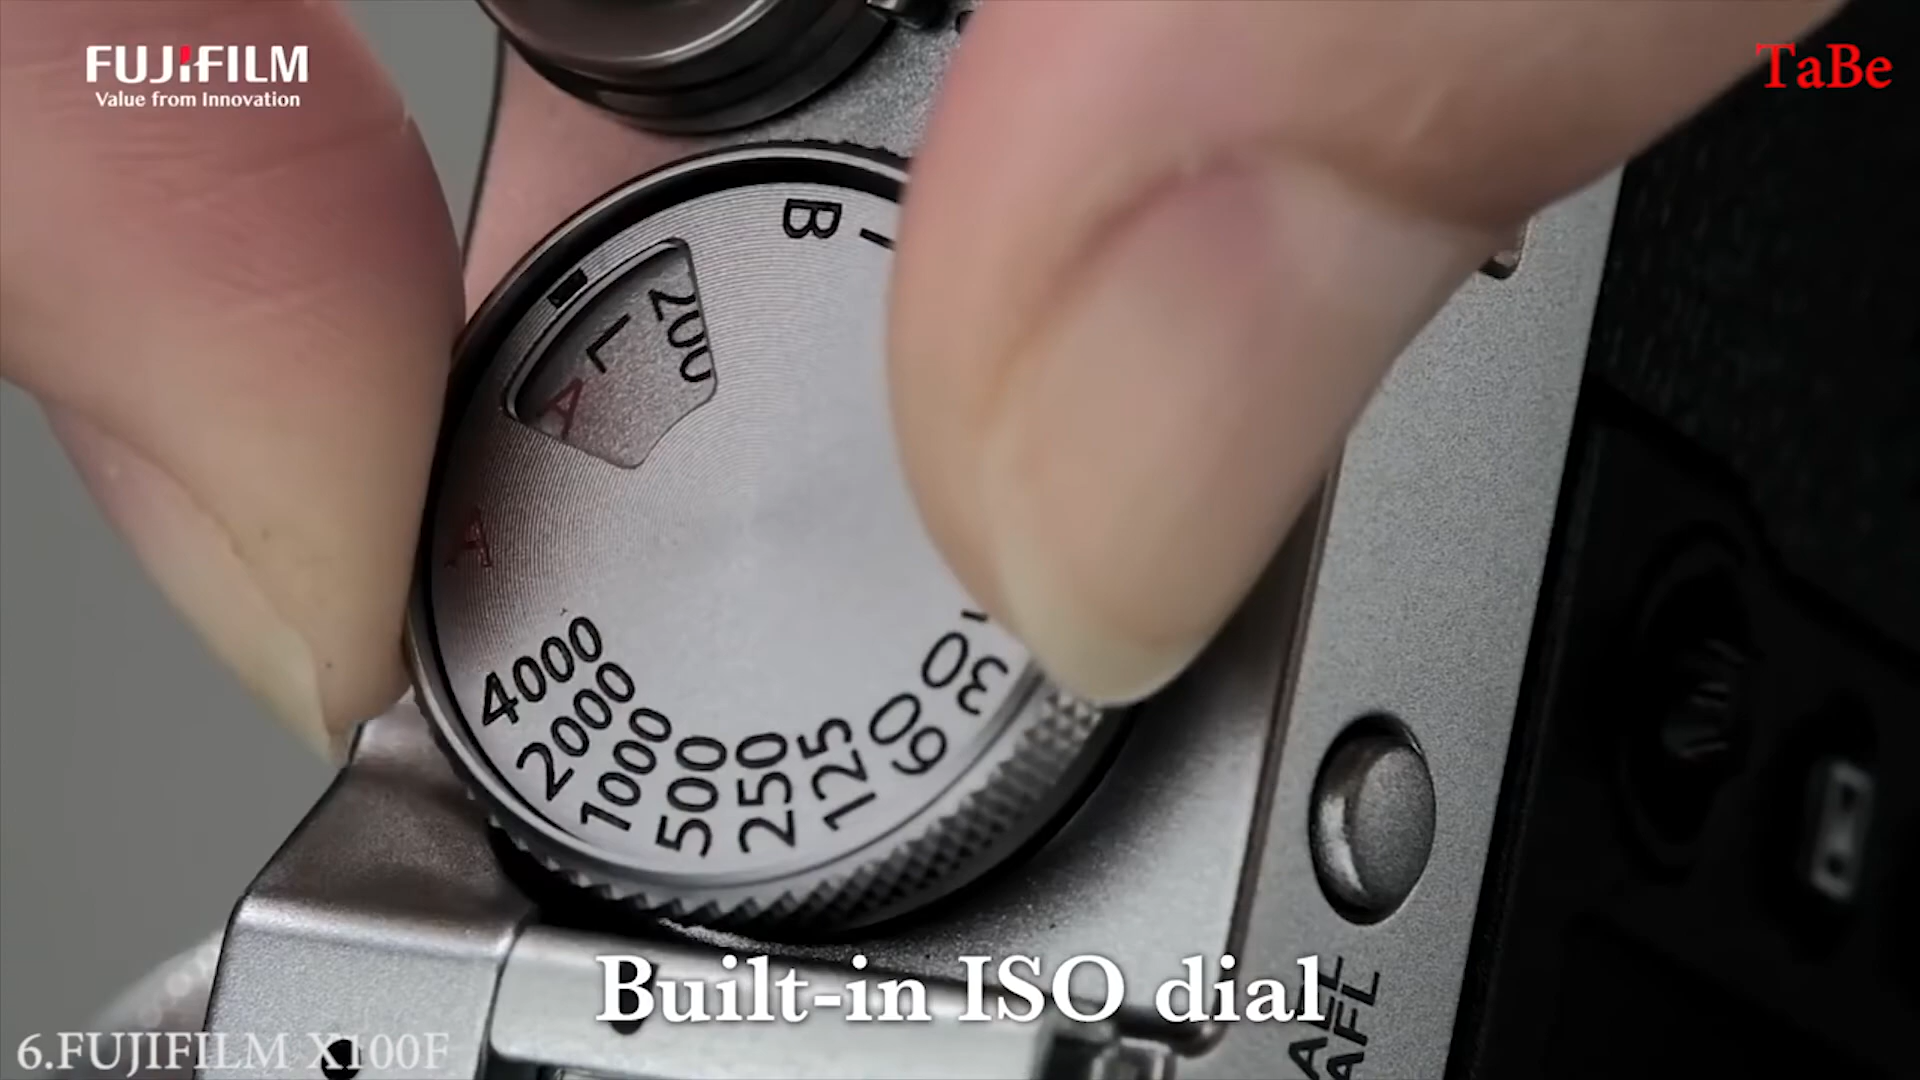 FUJIFILM
Value from Innovation
TaBe
B
200
L
A
A
4000
2000
1000
500
250
125
60
30
Built-in ISO dial
AEL
AFL
6.FUJIFILM X100F